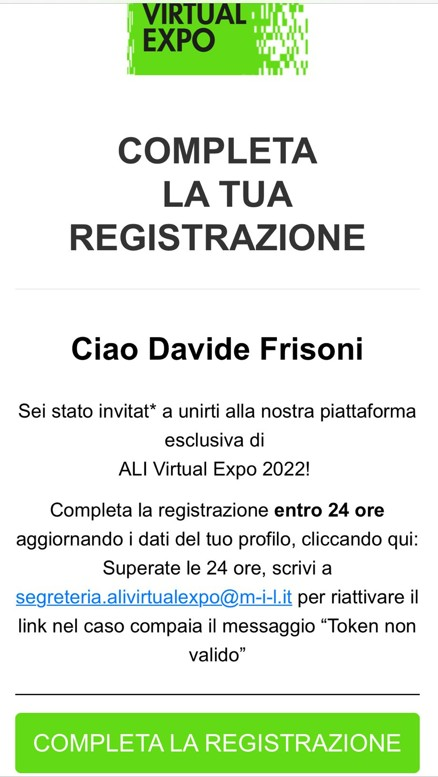 VIRTUAL
EXPO
COMPLETA
LA TUA
REGISTRAZIONE
Ciao Davide Frisoni
Sei stato invitat* a unirti alla nostra piattaforma
esclusiva di
ALI Virtual Expo 2022!
Completa la registrazione entro 24 ore
aggiornando i dati del tuo profilo, cliccando qui:
Superate le 24 ore, scrivi a
segreteria.alivirtualexpo@m-i-l.it per riattivare il
link nel caso compaia il messaggio “Token non
valido”
COMPLETA LA REGISTRAZIONE